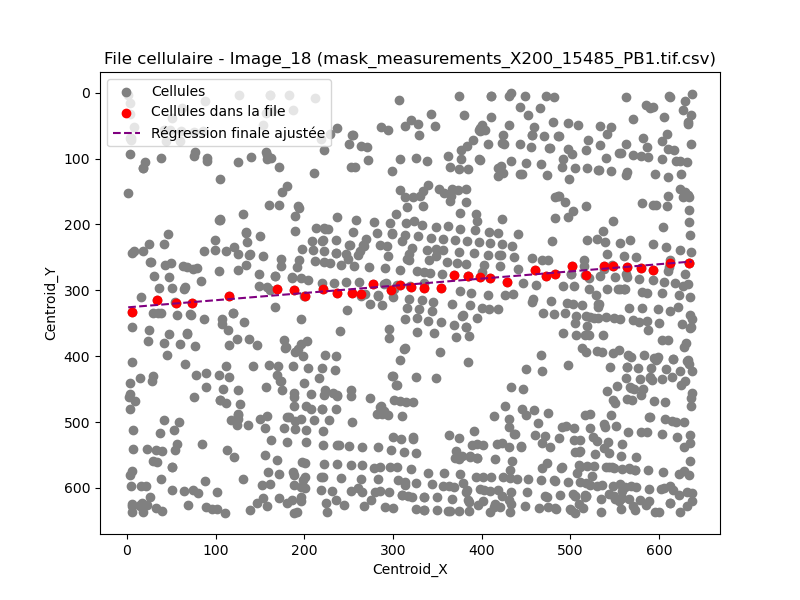 File cellulaire - Image_18 (mask_measurements_X200_15485_PB1.tif.csv)
Cellules
Cellules dans la file
Régression finale ajustée
0
100
200
300
400
500
600
Centroid_Y
0 100 200 300 400 500 600
Centroid_X